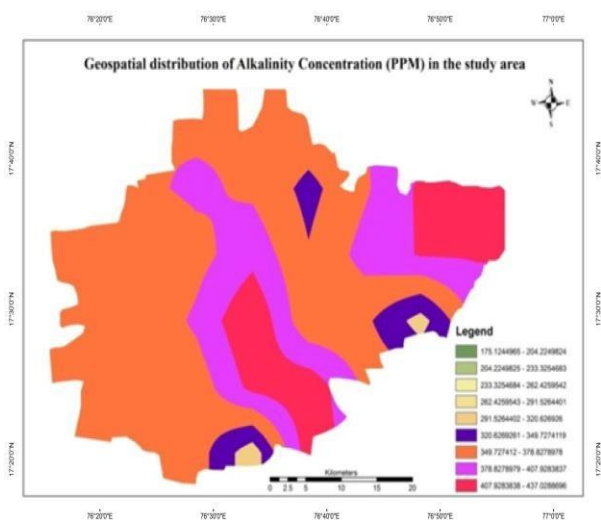 76°20'0"E 76°30'0"E 76°40'0"E 76°50'0"E 77°0'0"E
Geospatial distribution of Alkalinity Concentration (PPM) in the study area
N
W E
S
17°40'0"N 17°40'0"N
17°30'0"N 17°30'0"N
Legend
175.1244965 - 204.2249824
204.2249825 - 233.3254683
233.3254684 - 262.4259542
262.4259543 - 291.5264401
291.5264402 - 320.626926
320.6269261 - 349.7274119
349.727412 - 378.8278978
378.8278979 - 407.9283837
407.9283838 - 437.0288696
17°20'0"N 17°20'0"N
Kilometers
0 2.5 5 10 15 20
76°20'0"E 76°30'0"E 76°40'0"E 76°50'0"E 77°0'0"E